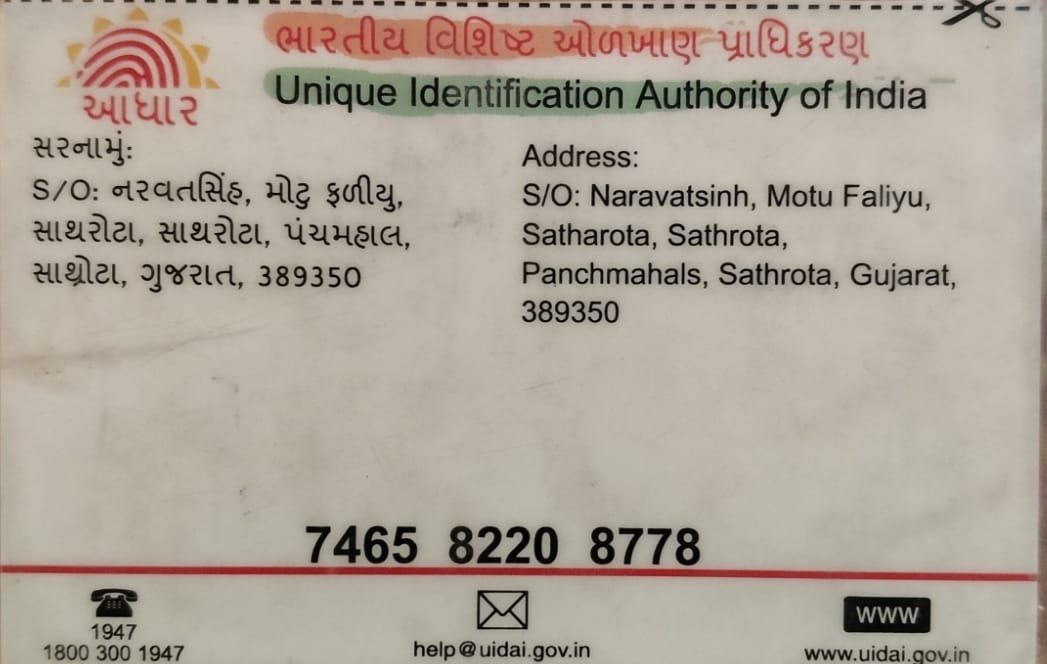 ભારતીય વિશિષ્ટ ઓળખાણ પ્રાધિકરણ
Unique Identification Authority of India
આધાર
સરનામું:
S/O: નરવતસિંહ, મોટુ ફળીયુ,
સાથરોટા, સાથરોટા, પંચમહાલ,
સાથ્રોટા, ગુજરાત, 389350
Address:
S/O: Naravatsinh, Motu Faliyu,
Satharota, Sathrota,
Panchmahals, Sathrota, Gujarat,
389350
7465 8220 8778
1947
1800 300 1947
help@uidai.gov.in
WWW
www.uidai.gov.in